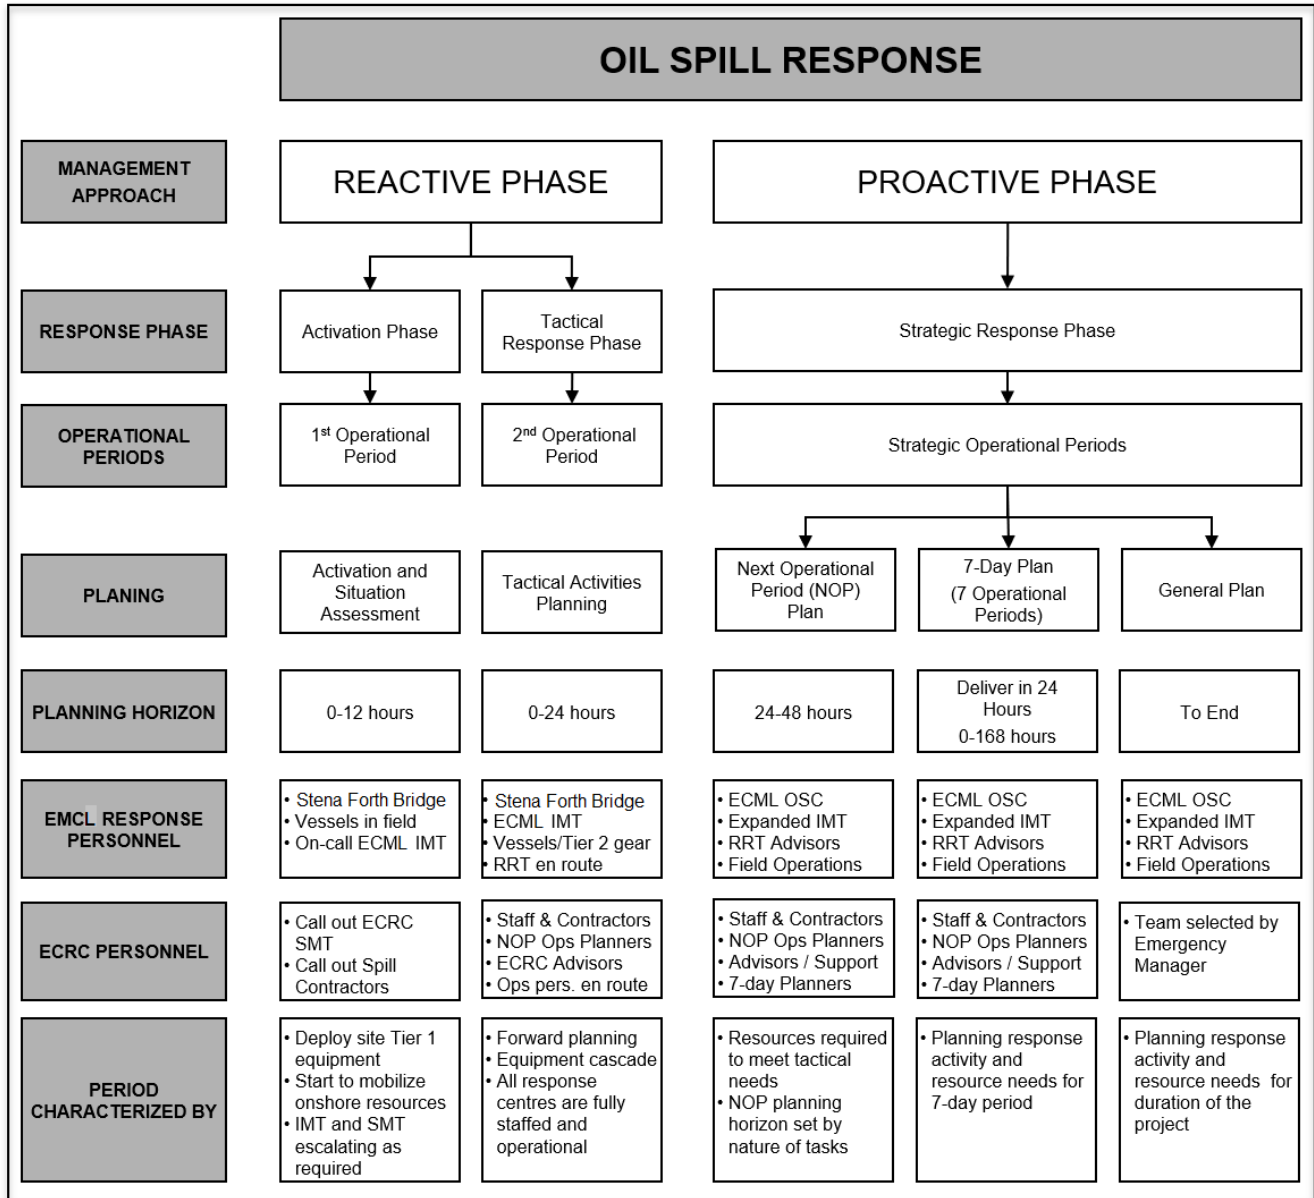 OIL SPILL RESPONSE
MANAGEMENT
APPROACH
REACTIVE PHASE
PROACTIVE PHASE
RESPONSE PHASE
Activation Phase
Tactical
Response Phase
Strategic Response Phase
OPERATIONAL
PERIODS
1st Operational
Period
2nd Operational
Period
Strategic Operational Periods
PLANING
Activation and
Situation
Assessment
Tactical Activities
Planning
Next Operational
Period (NOP)
Plan
7-Day Plan
(7 Operational
Periods)
General Plan
PLANNING HORIZON
0-12 hours
0-24 hours
24-48 hours
Deliver in 24
Hours
0-168 hours
To End
EMCL RESPONSE
PERSONNEL
• Stena Forth Bridge
• Vessels in field
• On-call ECML IMT
• Stena Forth Bridge
• ECML IMT
• Vessels/Tier 2 gear
• RRT en route
• ECML OSC
• Expanded IMT
• RRT Advisors
• Field Operations
• ECML OSC
• Expanded IMT
• RRT Advisors
• Field Operations
• ECML OSC
• Expanded IMT
• RRT Advisors
• Field Operations
ECRC PERSONNEL
• Call out ECRC
SMT
• Call out Spill
Contractors
• Staff & Contractors
• NOP Ops Planners
• ECRC Advisors
• Ops pers. en route
• Staff & Contractors
• NOP Ops Planners
• Advisors / Support
• 7-day Planners
• Staff & Contractors
• NOP Ops Planners
• Advisors / Support
• 7-day Planners
• Team selected by
Emergency
Manager
PERIOD
CHARACTERIZED BY
• Deploy site Tier 1
equipment
• Start to mobilize
onshore resources
• IMT and SMT
escalating as
required
• Forward planning
• Equipment cascade
• All response
centres are fully
staffed and
operational
• Resources required
to meet tactical
needs
• NOP planning
horizon set by
nature of tasks
• Planning response
activity and
resource needs for
7-day period
• Planning response
activity and
resource needs for
duration of the
project